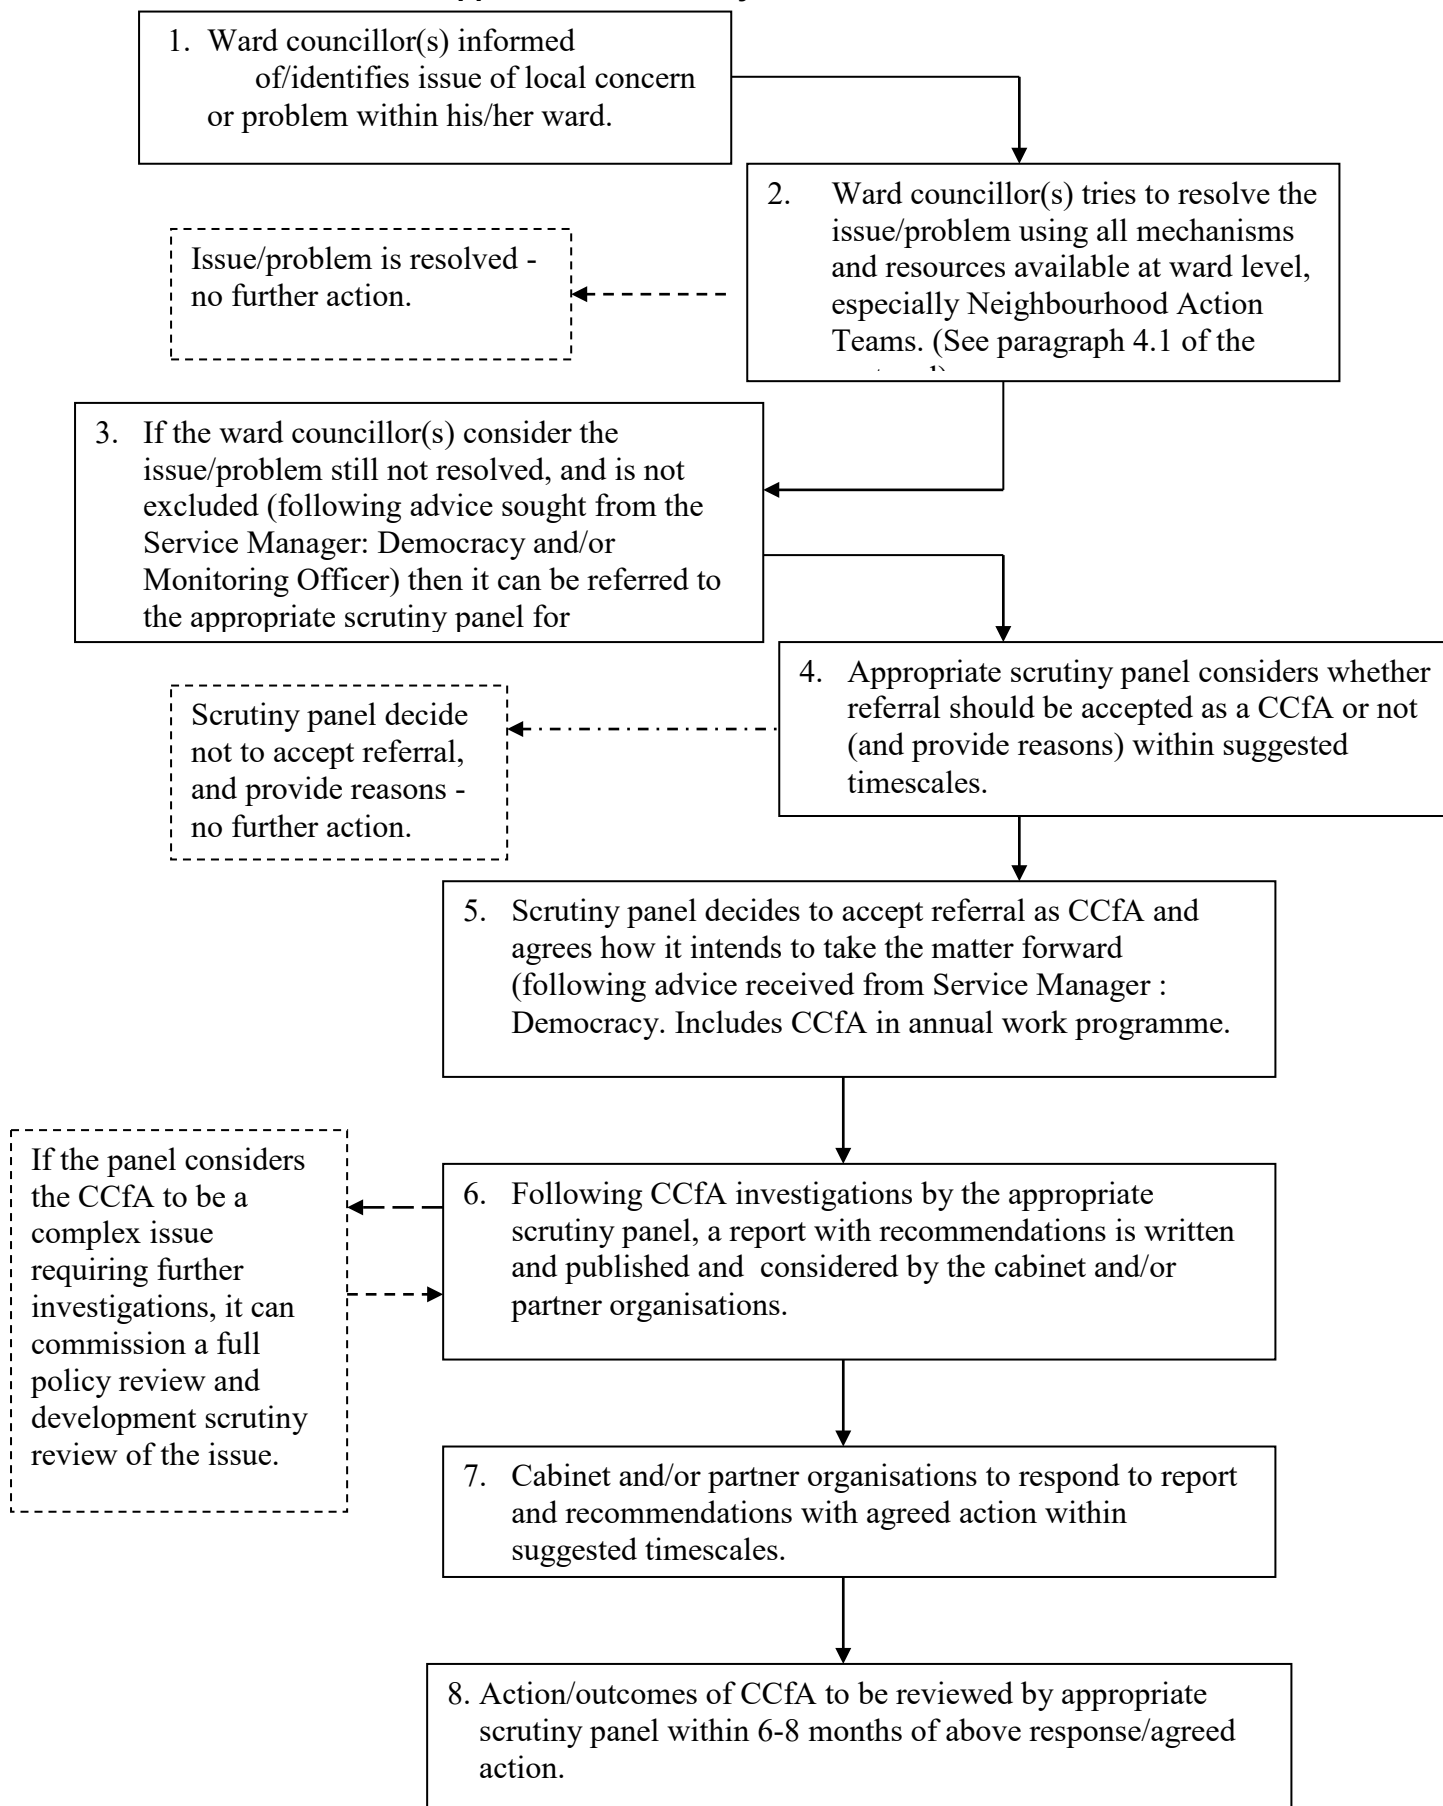 1. Ward councillor(s) informed
of/identifies issue of local concern
or problem within his/her ward.
2. Ward councillor(s) tries to resolve the
issue/problem using all mechanisms
and resources available at ward level,
especially Neighbourhood Action
Teams. (See paragraph 4.1 of the
Issue/problem is resolved -
no further action.
3. If the ward councillor(s) consider the
issue/problem still not resolved, and is not
excluded (following advice sought from the
Service Manager: Democracy and/or
Monitoring Officer) then it can be referred to
the appropriate scrutiny panel for
4. Appropriate scrutiny panel considers whether
referral should be accepted as a CCfA or not
(and provide reasons) within suggested
timescales.
Scrutiny panel decide
not to accept referral,
and provide reasons -
no further action.
5. Scrutiny panel decides to accept referral as CCfA and
agrees how it intends to take the matter forward
(following advice received from Service Manager :
Democracy. Includes CCfA in annual work programme.
If the panel considers
the CCfA to be a
complex issue
requiring further
investigations, it can
commission a full
policy review and
development scrutiny
review of the issue.
6. Following CCfA investigations by the appropriate
scrutiny panel, a report with recommendations is written
and published and  considered by the cabinet and/or
partner organisations.
7. Cabinet and/or partner organisations to respond to report
and recommendations with agreed action within
suggested timescales.
8. Action/outcomes of CCfA to be reviewed by appropriate
scrutiny panel within 6-8 months of above response/agreed
action.